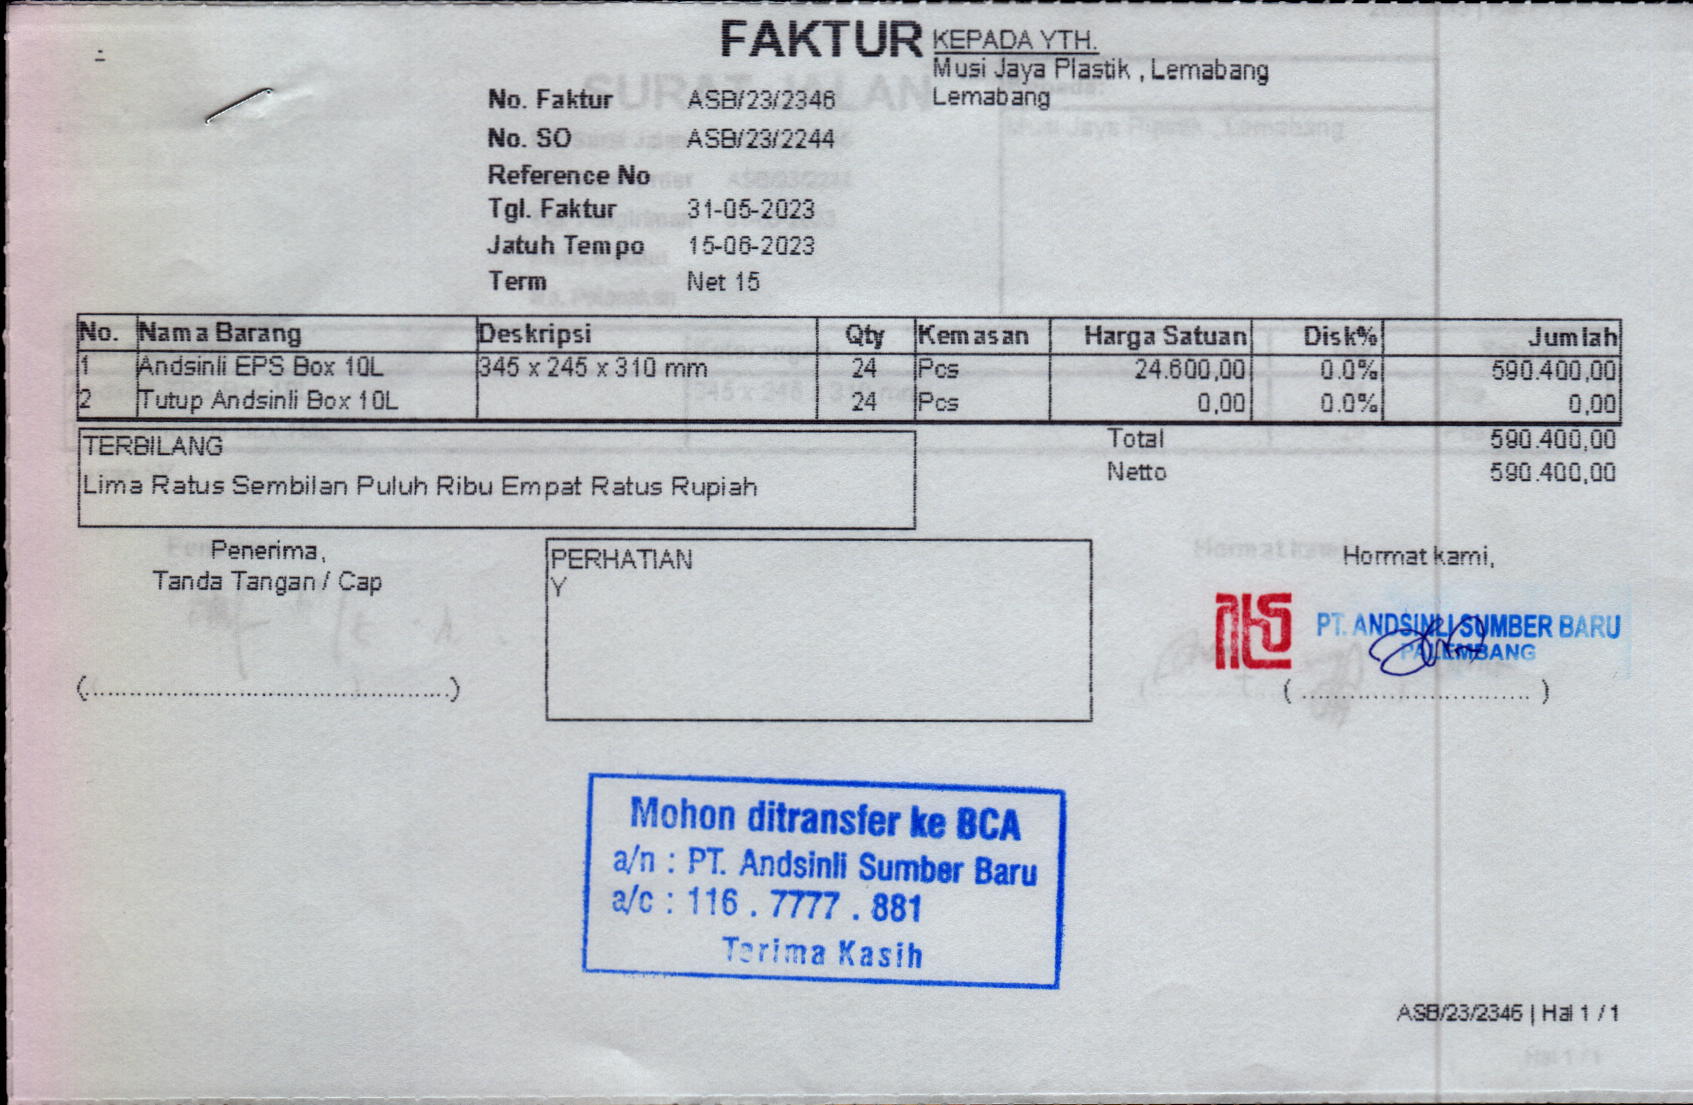 FAKTUR
KEPADA YTH.
Musi Jaya Plastik , Lemabang
Lemabang
No. Faktur ASB/23/2346
No. SO ASB/23/2244
Reference No
Tgl. Faktur 31-05-2023
Jatuh Tempo 15-06-2023
Term Net 15
No. Nama Barang Deskripsi Qty Kemasan Harga Satuan Disk% Jumlah
1 Andsinli EPS Box 10L 345 x 245 x 310 mm 24 Pcs 24.600,00 0.0% 590.400,00
2 Tutup Andsinli Box 10L 24 Pcs 0,00 0.0% 0,00
TERBILANG
Lima Ratus Sembilan Puluh Ribu Empat Ratus Rupiah
Total 590.400,00
Netto 590.400,00
Penerima,
Tanda Tangan / Cap
(................................................)
PERHATIAN
Y
Hormat kami,
PT. ANDSINLI SUMBER BARU
PALEMBANG
( .............................. )
Mohon ditransfer ke BCA
a/n : PT. Andsinli Sumber Baru
a/c : 116 . 7777 . 881
Terima Kasih
ASB/23/2346 | Hal 1 / 1